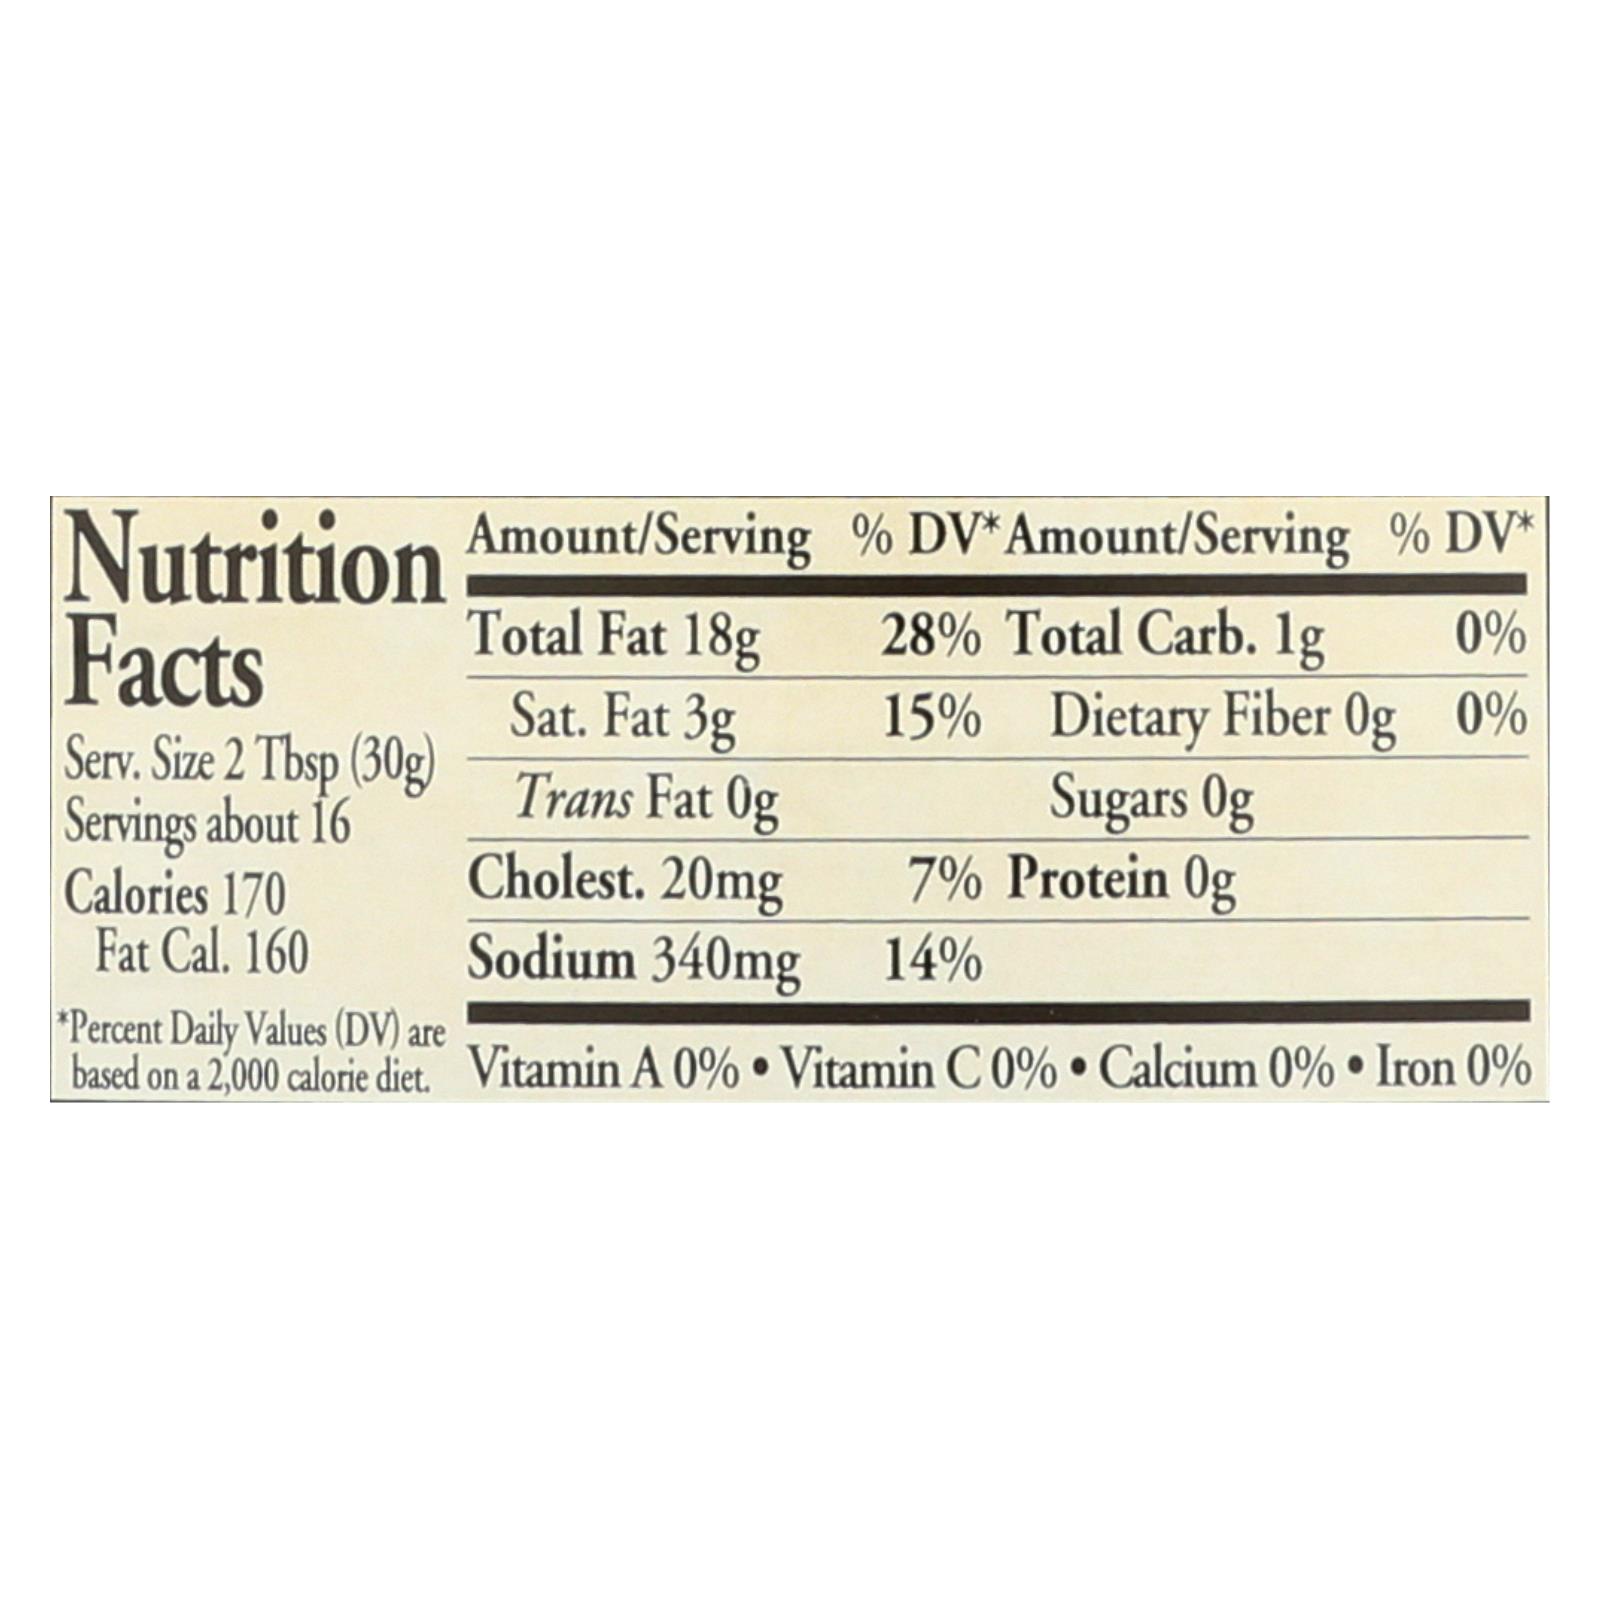 Nutrition
Facts
Serv. Size 2 Tbsp (30g)
Servings about 16
Calories 170
Fat Cal. 160
*Percent Daily Values (DV) are
based on a 2,000 calorie diet.
Amount/Serving % DV* Amount/Serving % DV*
Total Fat 18g 28% Total Carb. 1g 0%
Sat. Fat 3g 15% Dietary Fiber 0g 0%
Trans Fat 0g Sugars 0g
Cholest. 20mg 7% Protein 0g
Sodium 340mg 14%
Vitamin A 0% • Vitamin C 0% • Calcium 0% • Iron 0%